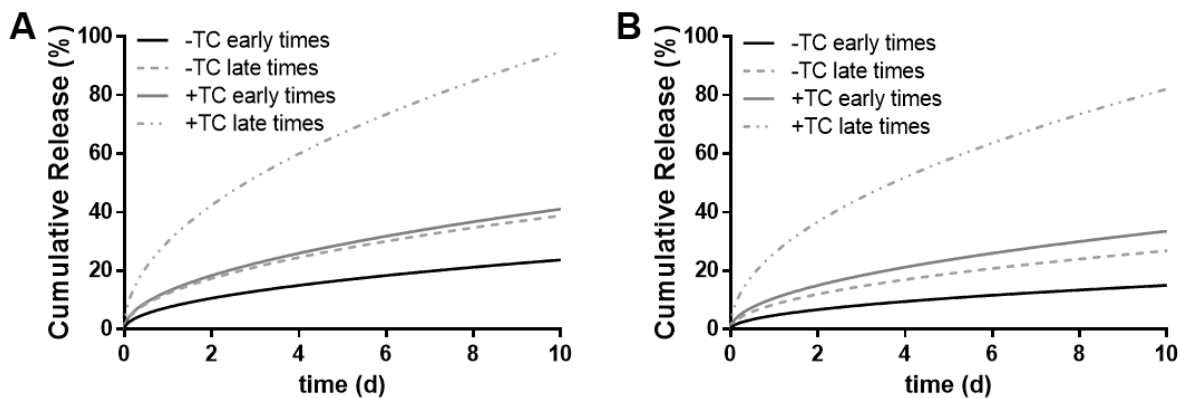 A
Cumulative Release (%)
100
80
60
40
20
0
-TC early times
-TC late times
+TC early times
+TC late times
0 2 4 6 8 10
time (d)
B
Cumulative Release (%)
100
80
60
40
20
0
-TC early times
-TC late times
+TC early times
+TC late times
0 2 4 6 8 10
time (d)